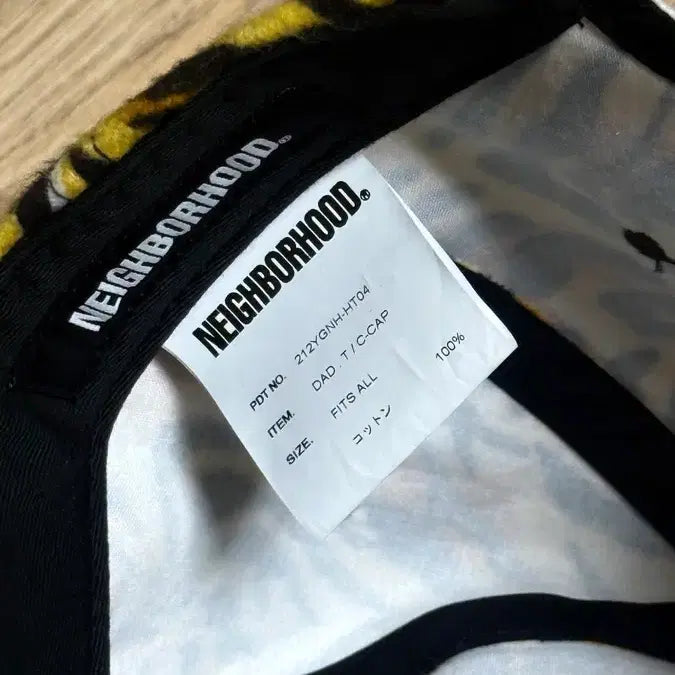 NEIGHBORHOOD®
NEIGHBORHOOD®
PDT NO. 212YGNH-HT04
ITEM. DAD . T / C-CAP
SIZE. FITS ALL
コットン 100%